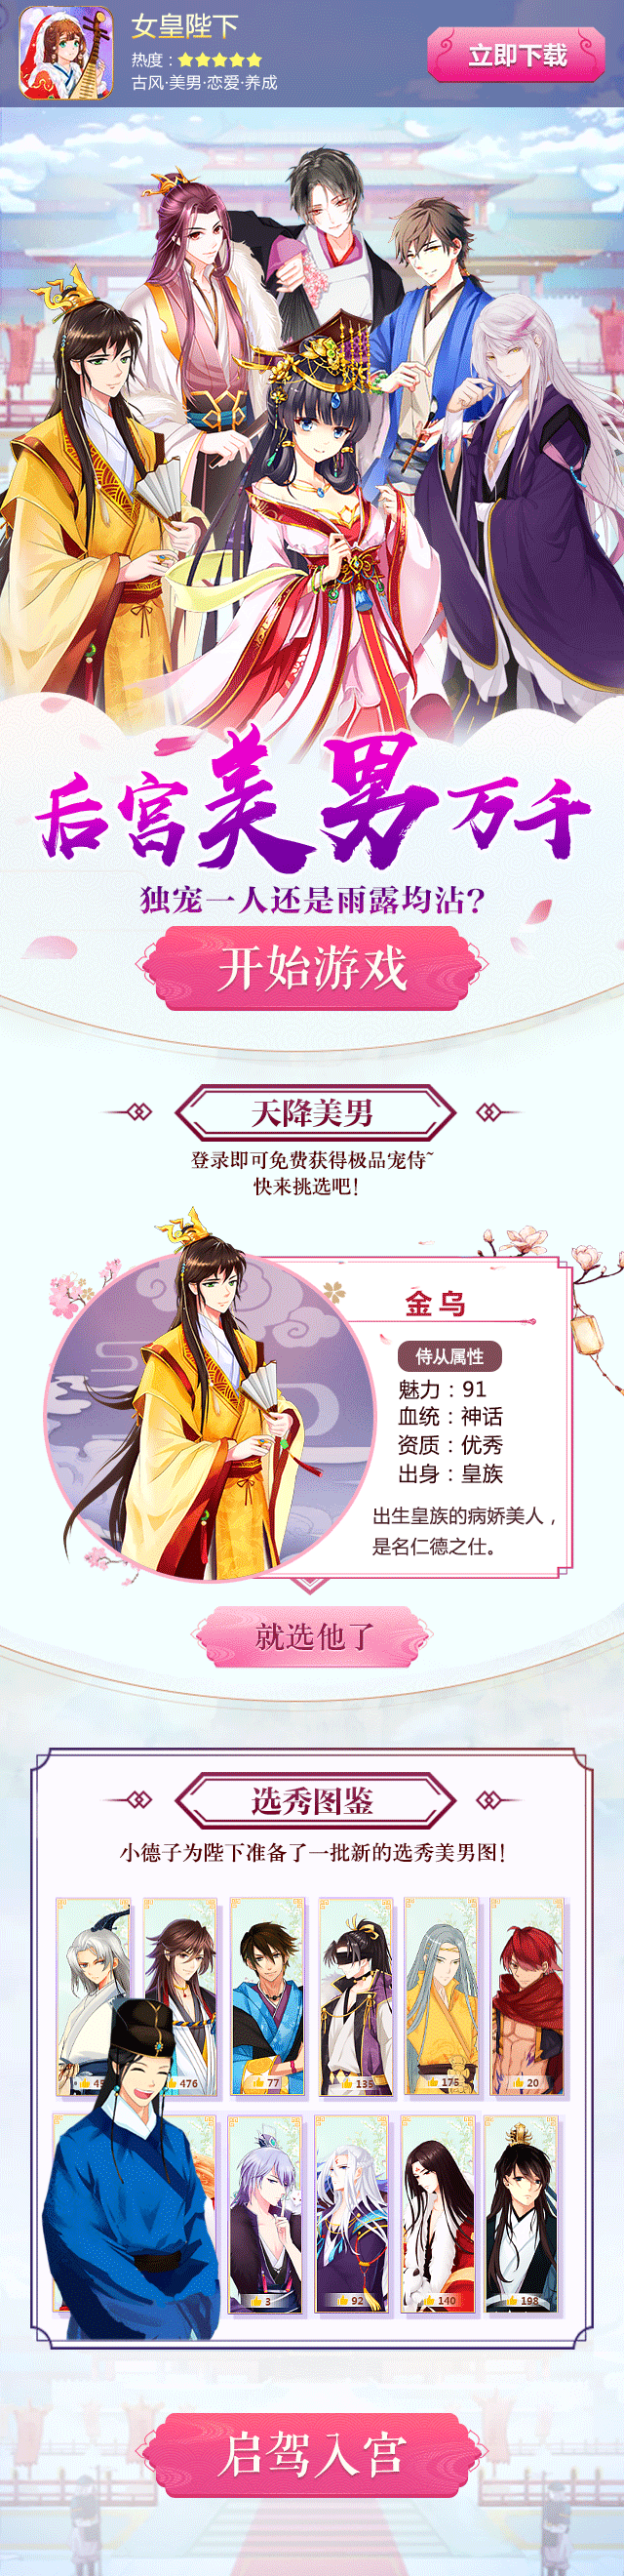 女皇陛下
热度：
古风·美男·恋爱·养成
立即下载
后宫美男万千
独宠一人还是雨露均沾？
开始游戏
天降美男
登录即可免费获得极品宠侍~
快来挑选吧！
金乌
侍从属性
魅力：91
血统：神话
资质：优秀
出身：皇族
出生皇族的病娇美人，
是名仁德之仕。
就选他了
选秀图鉴
小德子为陛下准备了一批新的选秀美男图！
476
77
135
175
20
3
92
140
198
启驾入宫